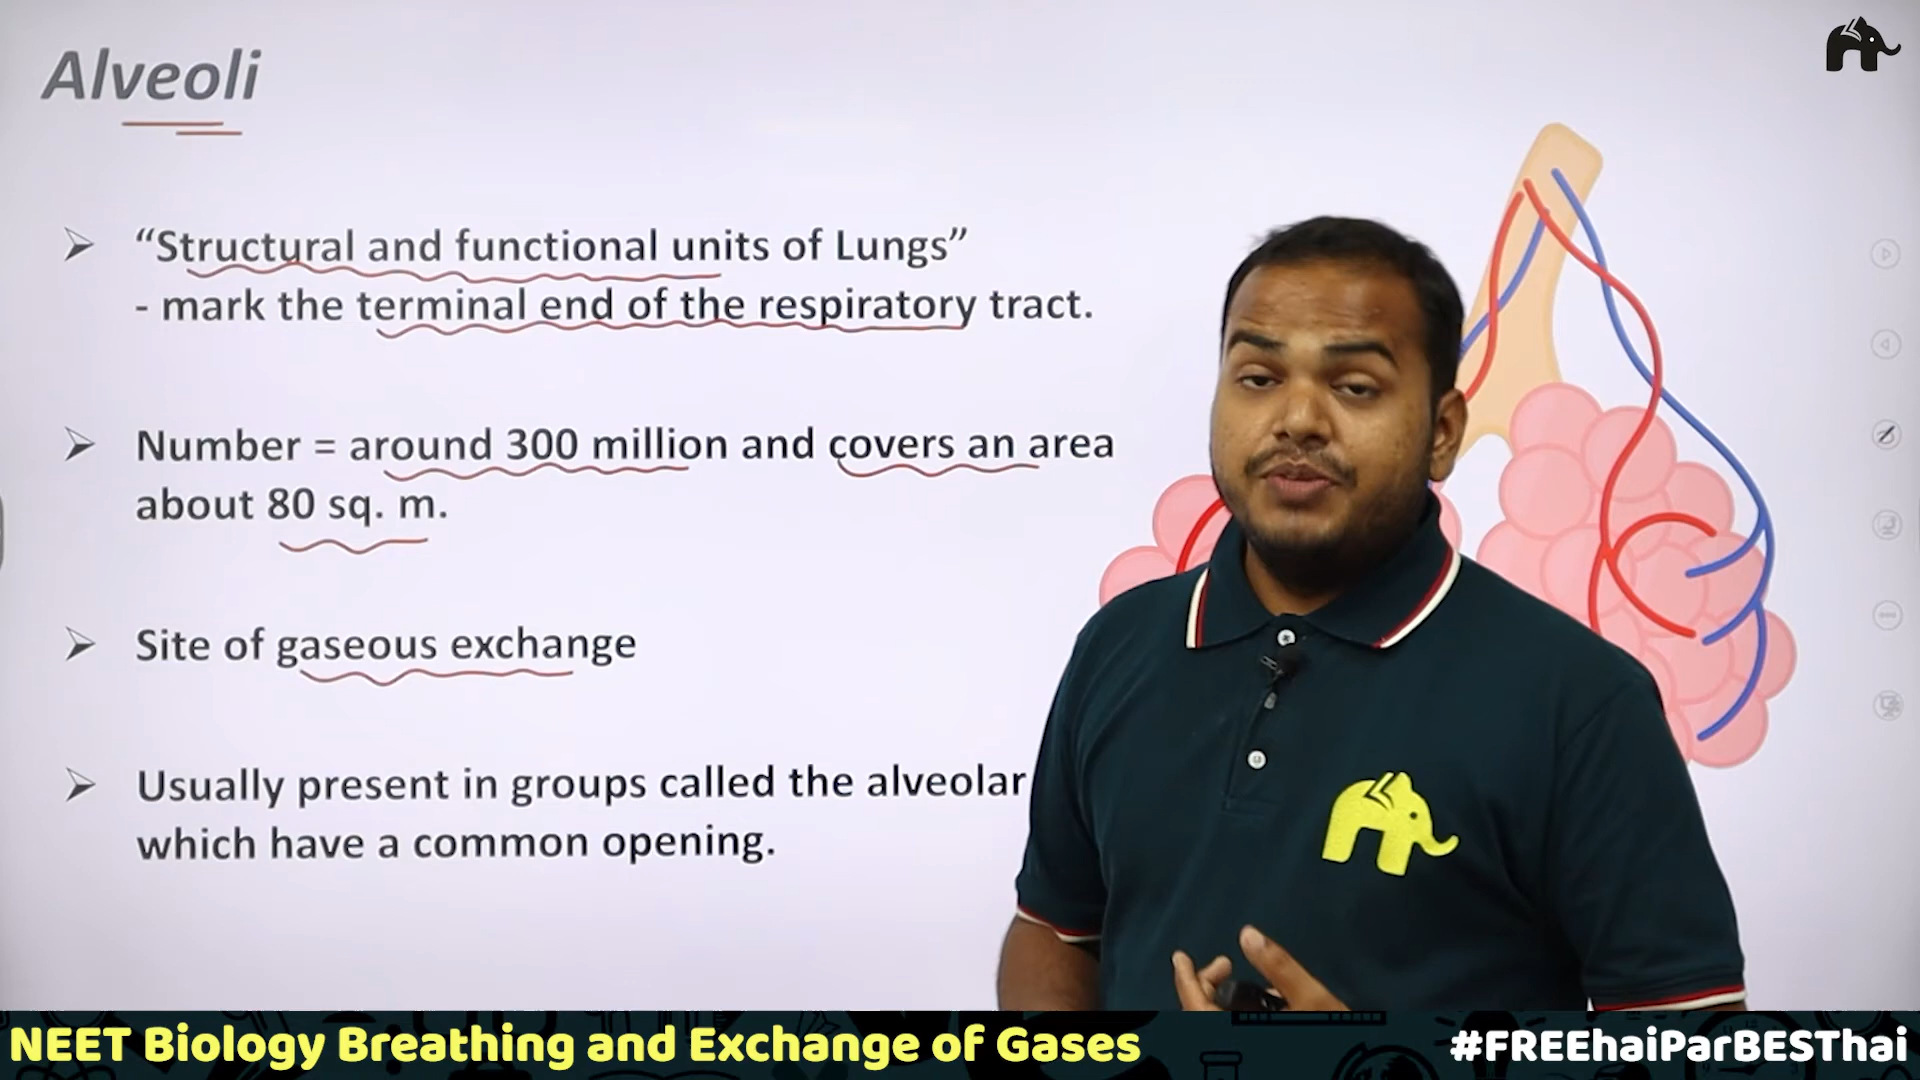 Alveoli
➢ “Structural and functional units of Lungs”
- mark the terminal end of the respiratory tract.
➢ Number = around 300 million and covers an area
about 80 sq. m.
➢ Site of gaseous exchange
➢ Usually present in groups called the alveolar
which have a common opening.
NEET Biology Breathing and Exchange of Gases
#FREEhaiParBESThai